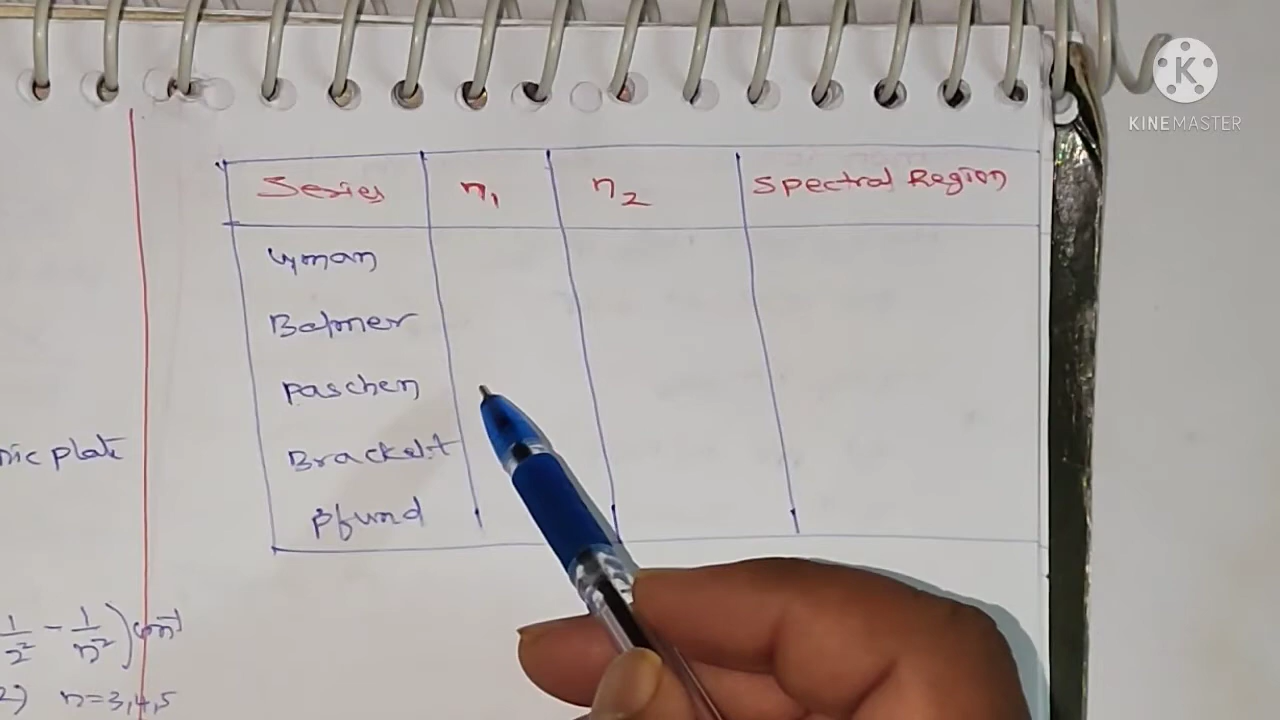 K
KINEMASTER
Series n₁ n₂ Spectral Region
Lyman
Balmer
Paschen
Brackett
Pfund
nic plate
1/2² - 1/n²) cm⁻¹
2) n=3,4,5